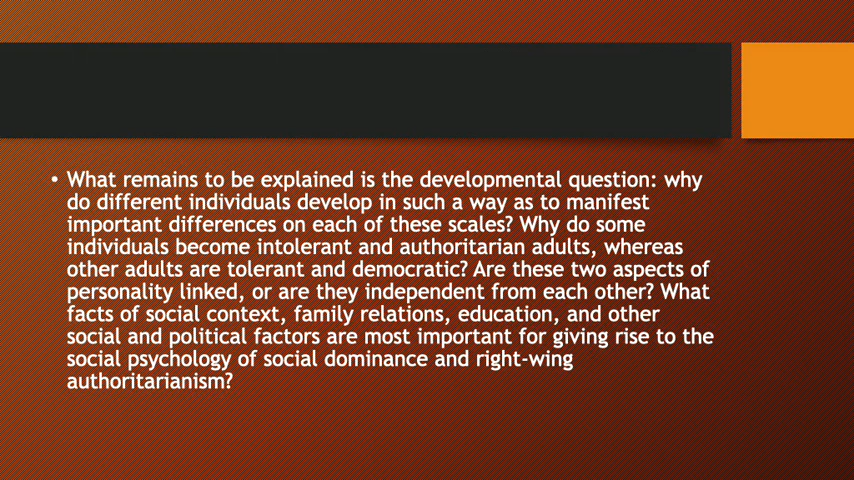 • What remains to be explained is the developmental question: why
do different individuals develop in such a way as to manifest
important differences on each of these scales? Why do some
individuals become intolerant and authoritarian adults, whereas
other adults are tolerant and democratic? Are these two aspects of
personality linked, or are they independent from each other? What
facts of social context, family relations, education, and other
social and political factors are most important for giving rise to the
social psychology of social dominance and right-wing
authoritarianism?